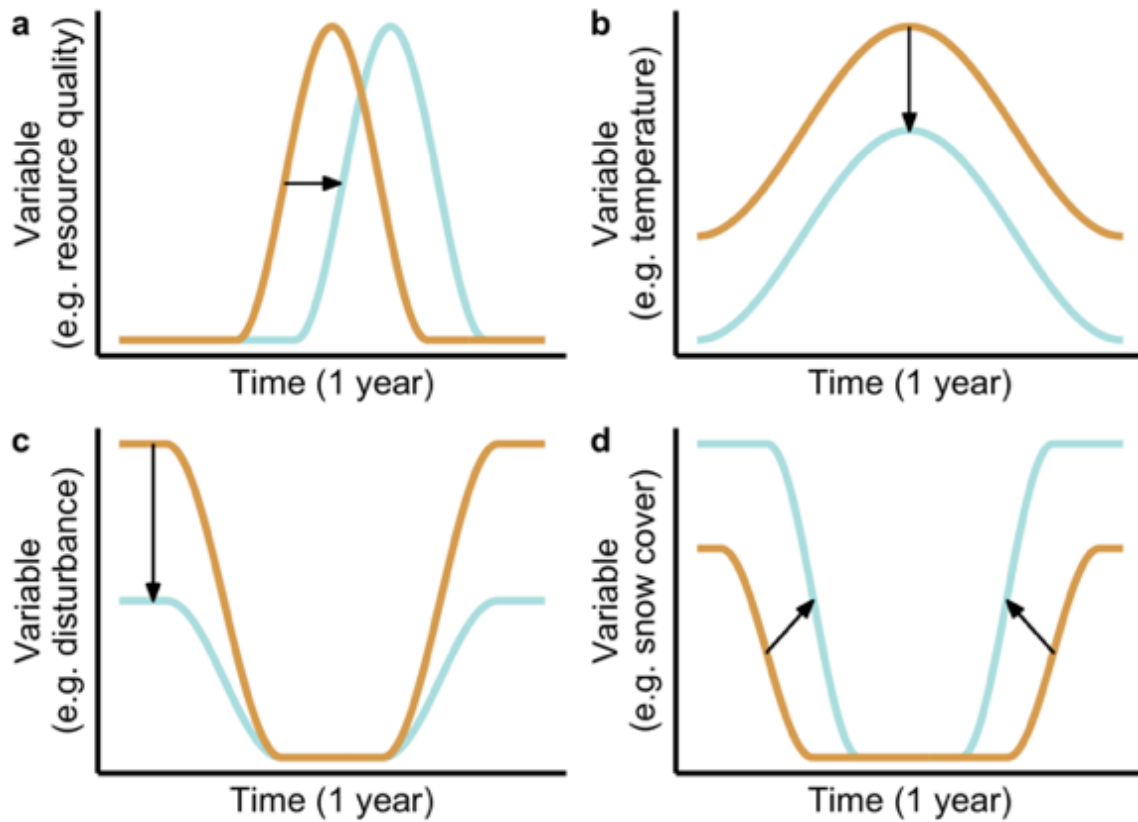 a
Variable
(e.g. resource quality)
Time (1 year)
b
Variable
(e.g. temperature)
Time (1 year)
c
Variable
(e.g. disturbance)
Time (1 year)
d
Variable
(e.g. snow cover)
Time (1 year)